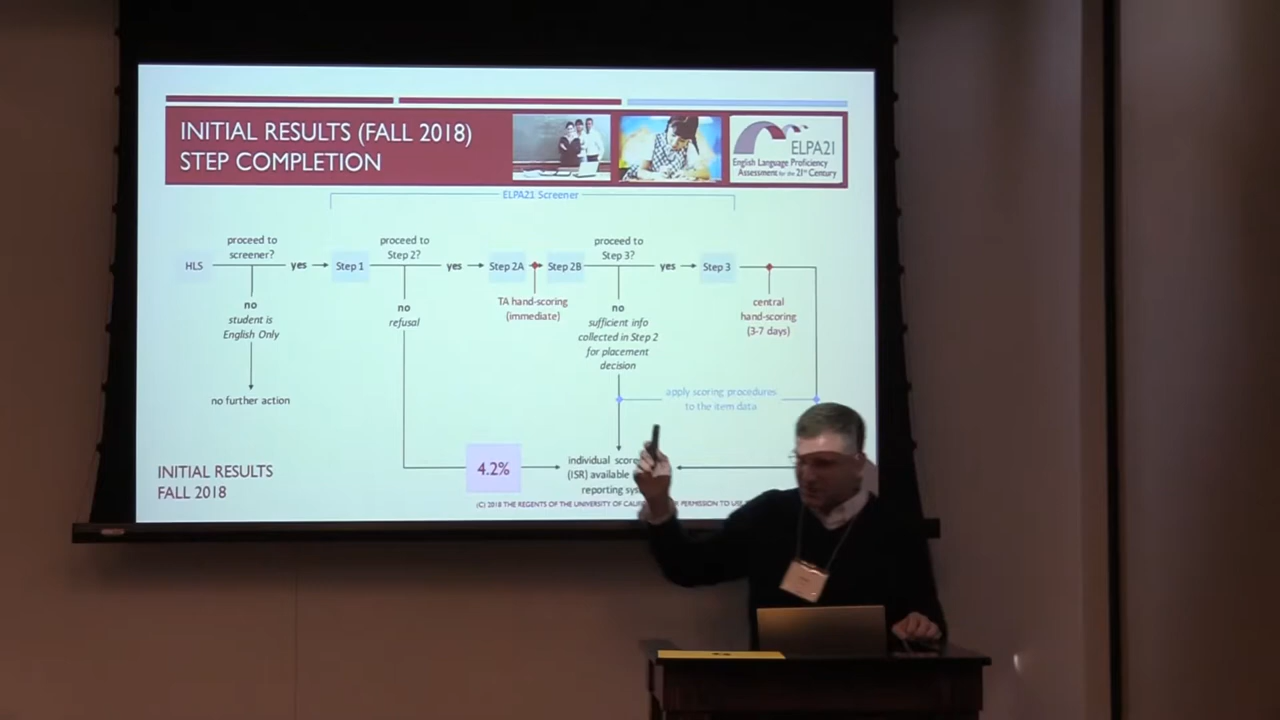 INITIAL RESULTS (FALL 2018)
STEP COMPLETION
ELPA21
English Language Proficiency
Assessment for the 21st Century
ELPA21 Screener
proceed to
screener?
proceed to
Step 2?
proceed to
Step 3?
HLS
yes
Step 1
yes
Step 2A
Step 2B
yes
Step 3
no
student is
English Only
no
refusal
TA hand-scoring
(immediate)
no
sufficient info
collected in Step 2
for placement
decision
central
hand-scoring
(3-7 days)
no further action
apply scoring procedures
to the item data
4.2%
individual score
(ISR) available
reporting
INITIAL RESULTS
FALL 2018
(C) 2018 THE REGENTS OF THE UNIVERSITY OF PERMISSION TO